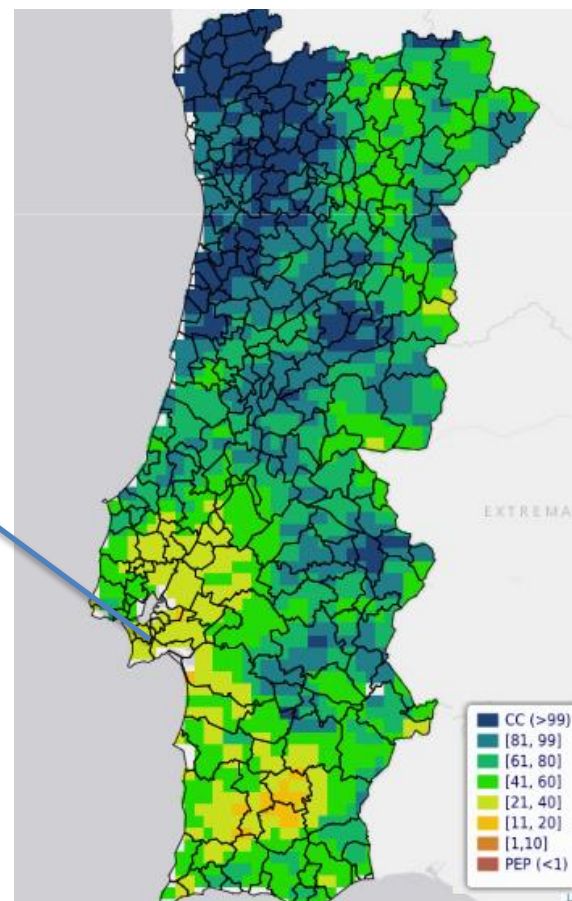 EXTREMA
CC (>99)
[81, 99]
[61, 80]
[41, 60]
[21, 40]
[11, 20]
[1,10]
PEP (<1)
L